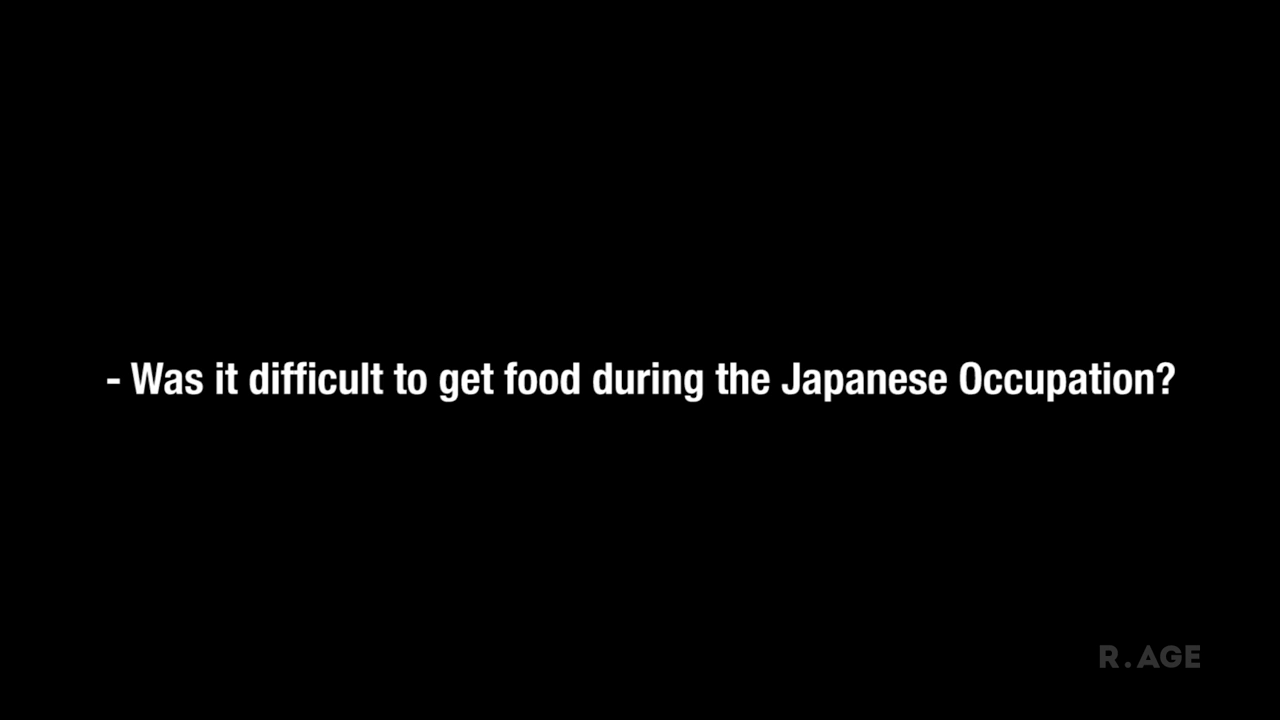 - Was it difficult to get food during the Japanese Occupation?
R.AGE